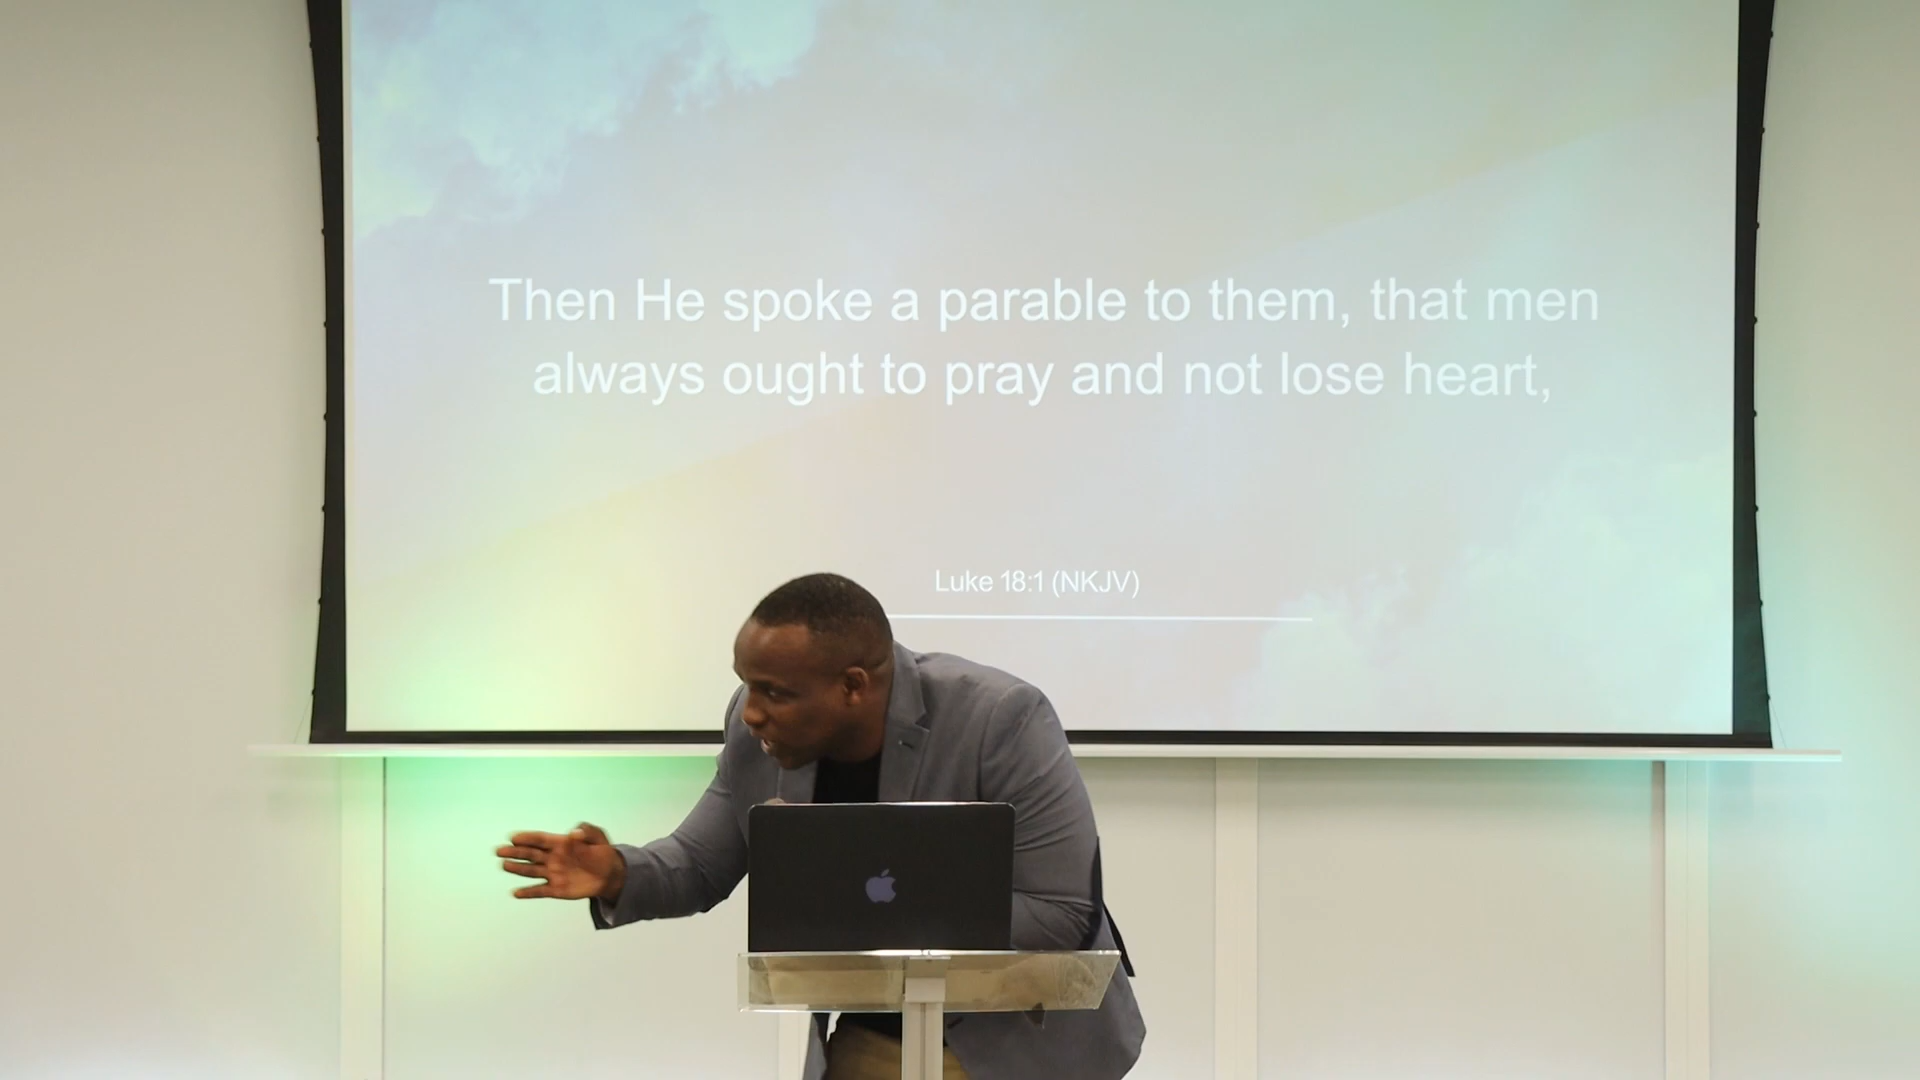 Then He spoke a parable to them, that men
always ought to pray and not lose heart,
Luke 18:1 (NKJV)